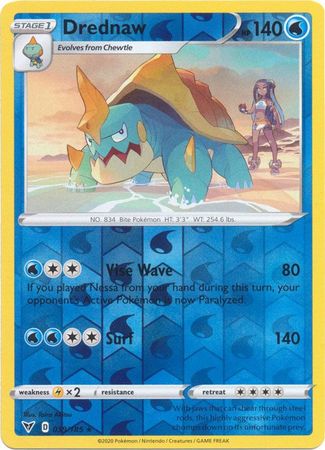 STAGE 1
Drednaw
HP 140
Evolves from Chewtle
NO. 834 Bite Pokémon HT: 3'3" WT: 254.6 lbs.
Vise Wave 80
If you played Nessa from your hand during this turn, your
opponent's Active Pokémon is now Paralyzed.
Surf 140
weakness ×2 resistance retreat
Illus.
D 039/185 ★
With jaws that can shear through steel
rods, this highly aggressive Pokémon
chomps down on its unfortunate prey.
©2020 Pokémon / Nintendo / Creatures / GAME FREAK